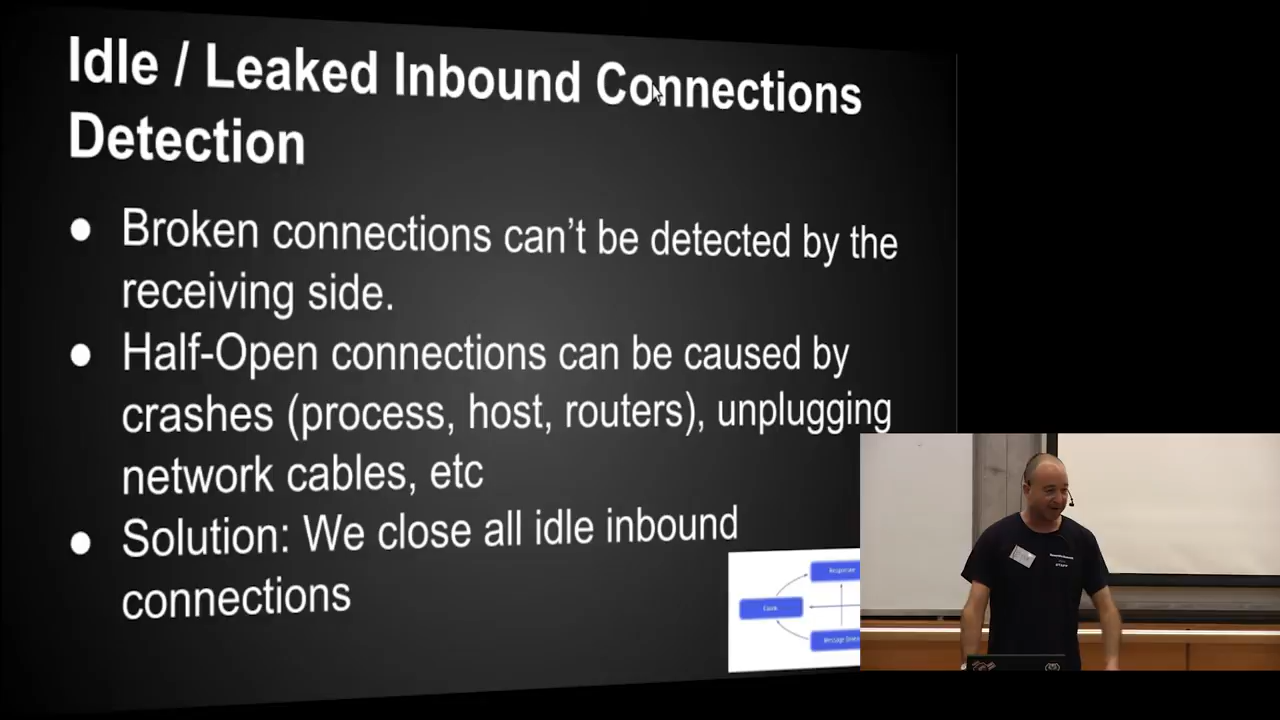 Idle / Leaked Inbound Connections
Detection
● Broken connections can't be detected by the
receiving side.
● Half-Open connections can be caused by
crashes (process, host, routers), unplugging
network cables, etc
● Solution: We close all idle inbound
connections